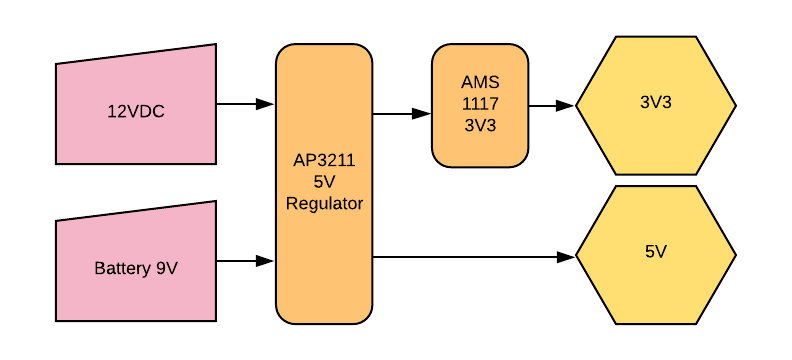 12VDC
Battery 9V
AP3211
5V
Regulator
AMS
1117
3V3
3V3
5V